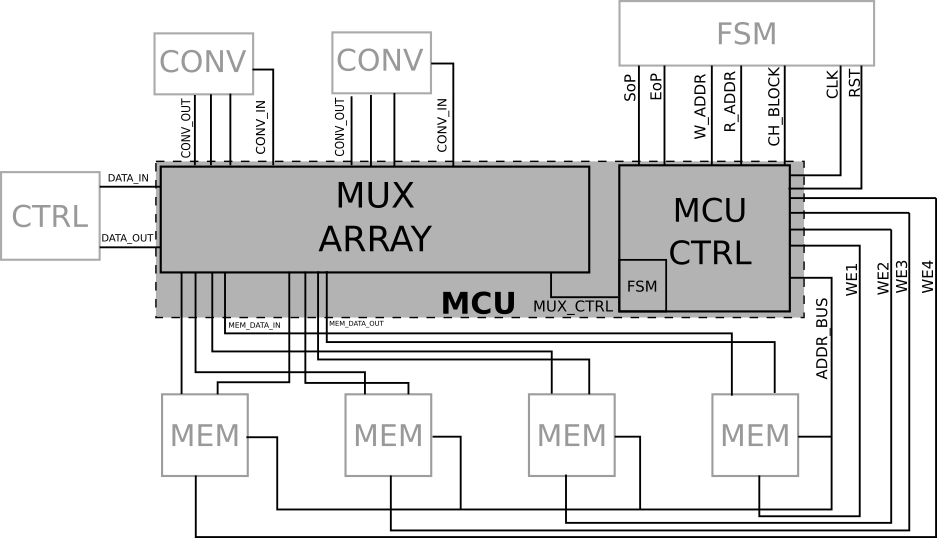 FSM
CONV
CONV
SoP
EoP
W_ADDR
R_ADDR
CH_BLOCK
CLK
RST
CONV_OUT
CONV_IN
CONV_OUT
CONV_IN
CTRL
DATA_IN
DATA_OUT
MUX
ARRAY
MCU
CTRL
FSM
MCU
MUX_CTRL
MEM_DATA_IN
MEM_DATA_OUT
ADDR_BUS
WE1
WE2
WE3
WE4
MEM
MEM
MEM
MEM